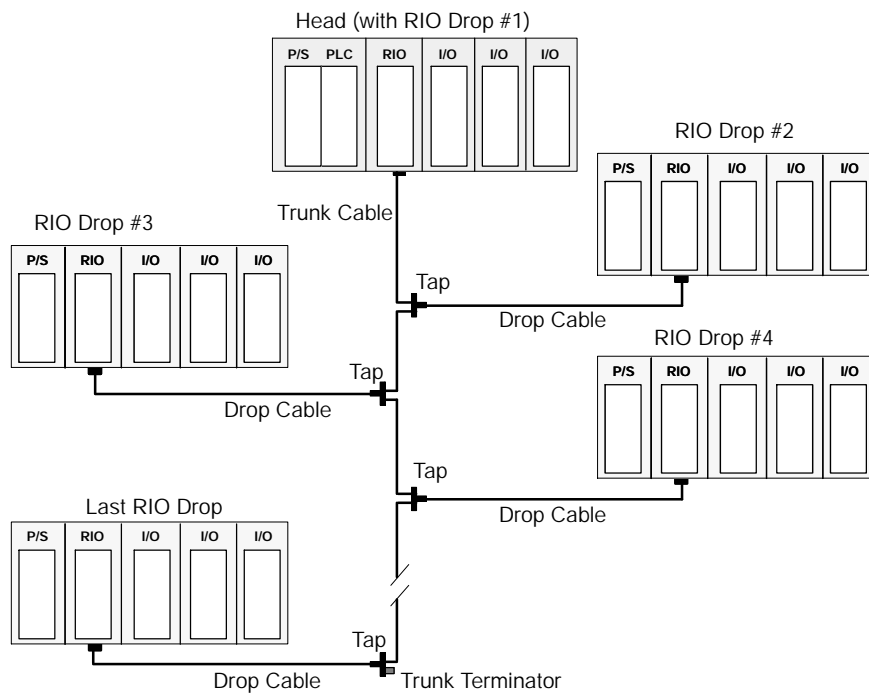 Head (with RIO Drop #1)
P/S PLC RIO I/O I/O I/O
RIO Drop #2
P/S RIO I/O I/O I/O
Trunk Cable
RIO Drop #3
P/S RIO I/O I/O I/O
Tap
Drop Cable
RIO Drop #4
P/S RIO I/O I/O I/O
Tap
Drop Cable
Tap
Drop Cable
Last RIO Drop
P/S RIO I/O I/O I/O
Tap
Drop Cable
Trunk Terminator